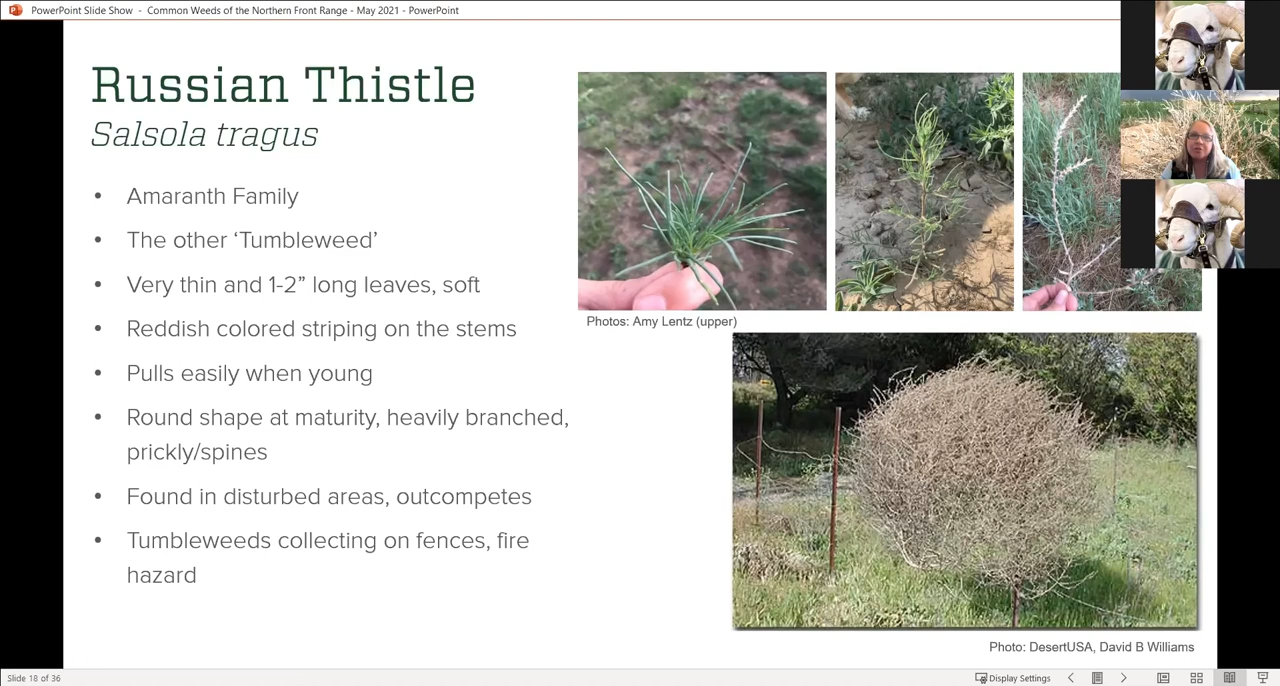 PowerPoint Slide Show - Common Weeds of the Northern Front Range - May 2021 - PowerPoint
Russian Thistle
Salsola tragus
• Amaranth Family
• The other ‘Tumbleweed’
• Very thin and 1-2” long leaves, soft
• Reddish colored striping on the stems
• Pulls easily when young
• Round shape at maturity, heavily branched,
prickly/spines
• Found in disturbed areas, outcompetes
• Tumbleweeds collecting on fences, fire
hazard
Photos: Amy Lentz (upper)
Photo: DesertUSA, David B Williams
Slide 18 of 36
Display Settings